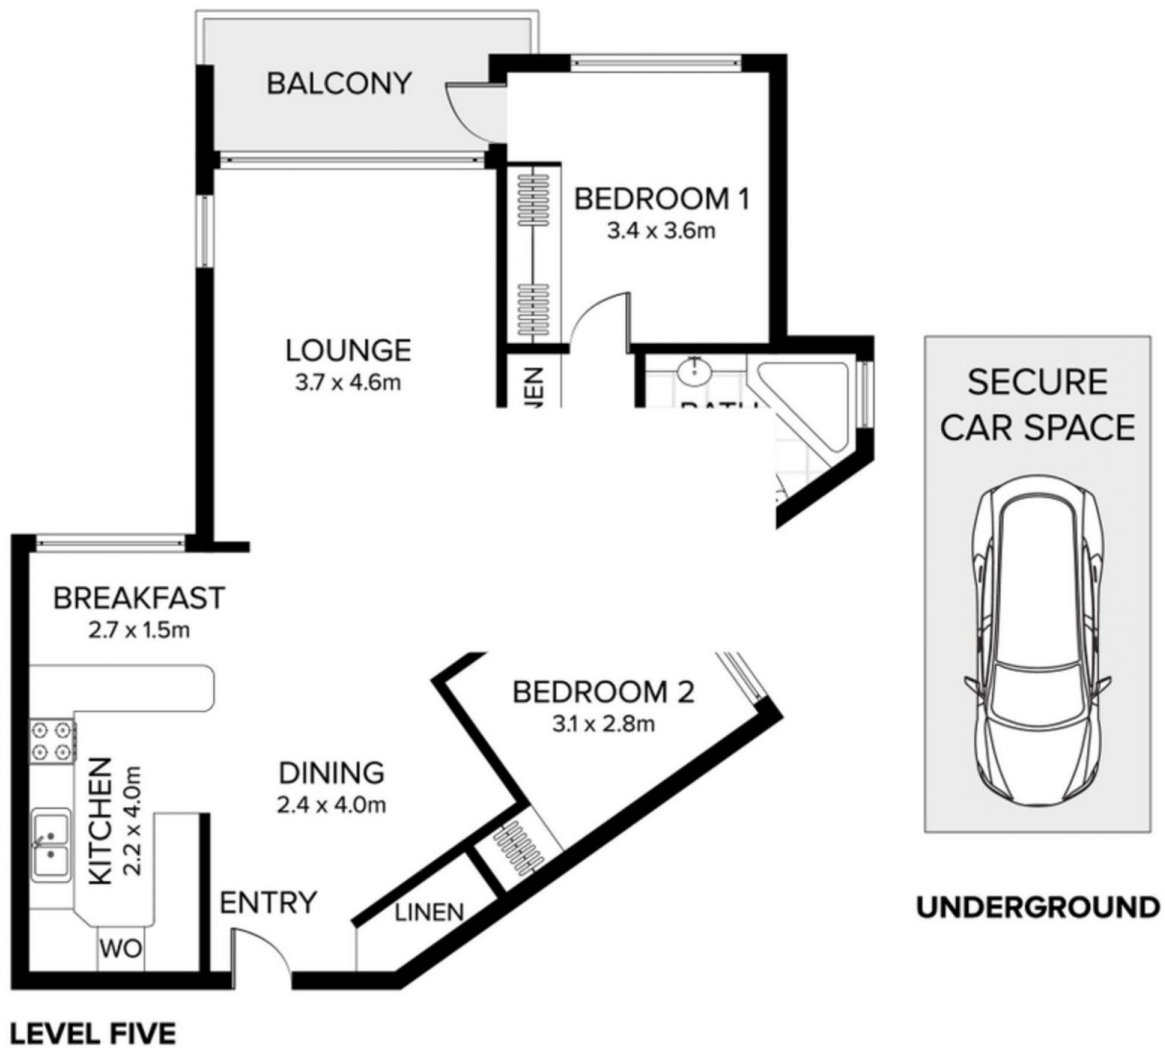 BALCONY
BEDROOM 1
3.4 x 3.6m
LOUNGE
3.7 x 4.6m
SECURE
CAR SPACE
BREAKFAST
2.7 x 1.5m
BEDROOM 2
3.1 x 2.8m
KITCHEN
2.2 x 4.0m
DINING
2.4 x 4.0m
ENTRY
LINEN
WO
UNDERGROUND
LEVEL FIVE